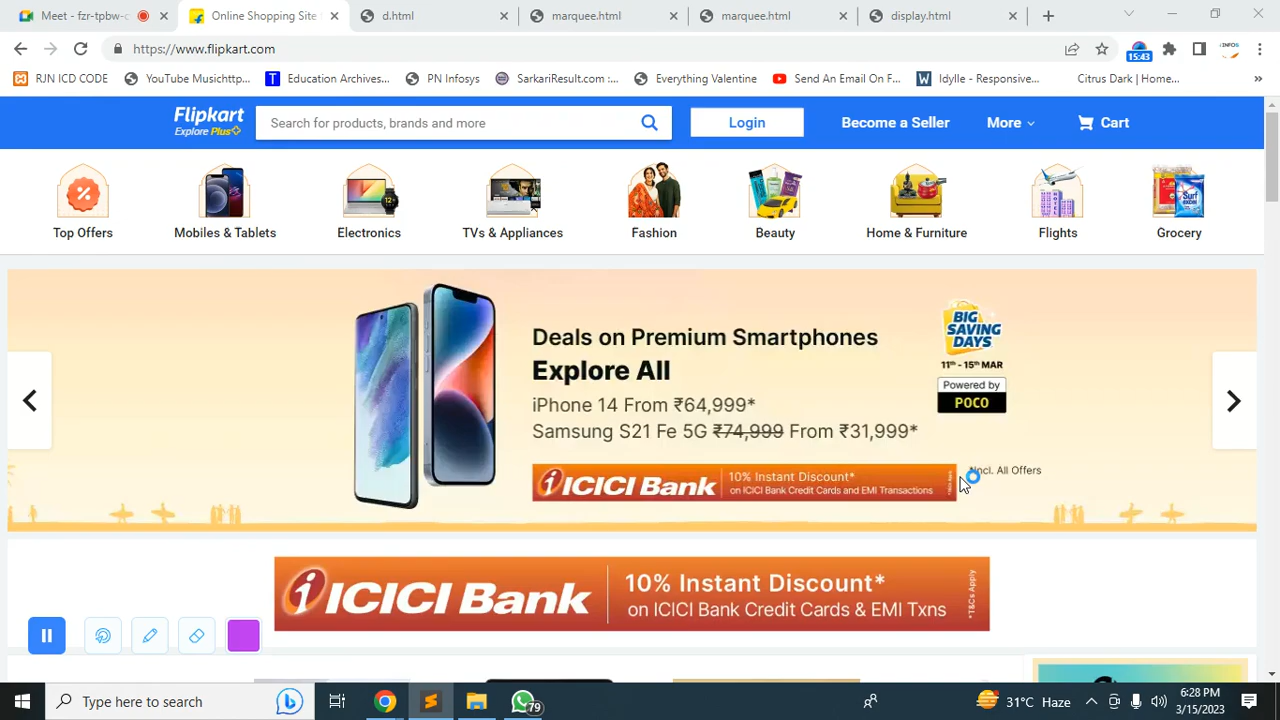 Meet - fzr-tpbw-
Online Shopping Site
d.html
marquee.html
marquee.html
display.html
https://www.flipkart.com
15:43
RJN ICD CODE
YouTube Musichttp...
Education Archives...
PN Infosys
SarkariResult.com :...
Everything Valentine
Send An Email On F...
Idylle - Responsive...
Citrus Dark | Home...
Flipkart
Explore Plus
Search for products, brands and more
Login
Become a Seller
More
Cart
12+
Surf excel
Top Offers
Mobiles & Tablets
Electronics
TVs & Appliances
Fashion
Beauty
Home & Furniture
Flights
Grocery
Deals on Premium Smartphones
Explore All
iPhone 14 From ₹64,999*
Samsung S21 Fe 5G ₹74,999 From ₹31,999*
BIG
SAVING
DAYS
11th - 15th MAR
Powered by
POCO
ICICI Bank
10% Instant Discount*
on ICICI Bank Credit Cards and EMI Transactions
*Incl. All Offers
ICICI Bank
10% Instant Discount*
on ICICI Bank Credit Cards & EMI Txns
*T&Cs Apply
Type here to search
79
31°C Haze
6:28 PM
3/15/2023